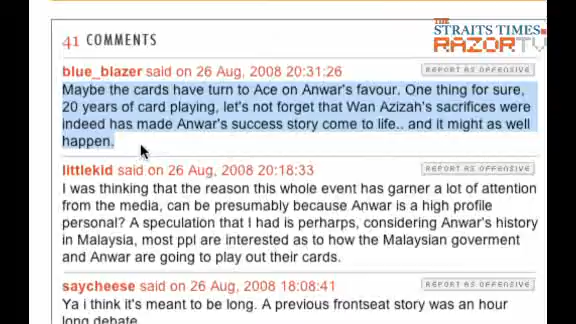 THE
STRAITS TIMES
RAZORTV
41 COMMENTS
blue_blazer said on 26 Aug, 2008 20:31:26
REPORT AS OFFENSIVE
Maybe the cards have turn to Ace on Anwar's favour. One thing for sure,
20 years of card playing, let's not forget that Wan Azizah's sacrifices were
indeed has made Anwar's success story come to life.. and it might as well
happen.
littlekid said on 26 Aug, 2008 20:18:33
REPORT AS OFFENSIVE
I was thinking that the reason this whole event has garner a lot of attention
from the media, can be presumably because Anwar is a high profile
personal? A speculation that I had is perharps, considering Anwar's history
in Malaysia, most ppl are interested as to how the Malaysian goverment
and Anwar are going to play out their cards.
saycheese said on 26 Aug, 2008 18:08:41
REPORT AS OFFENSIVE
Ya i think it's meant to be long. A previous frontseat story was an hour
long debate